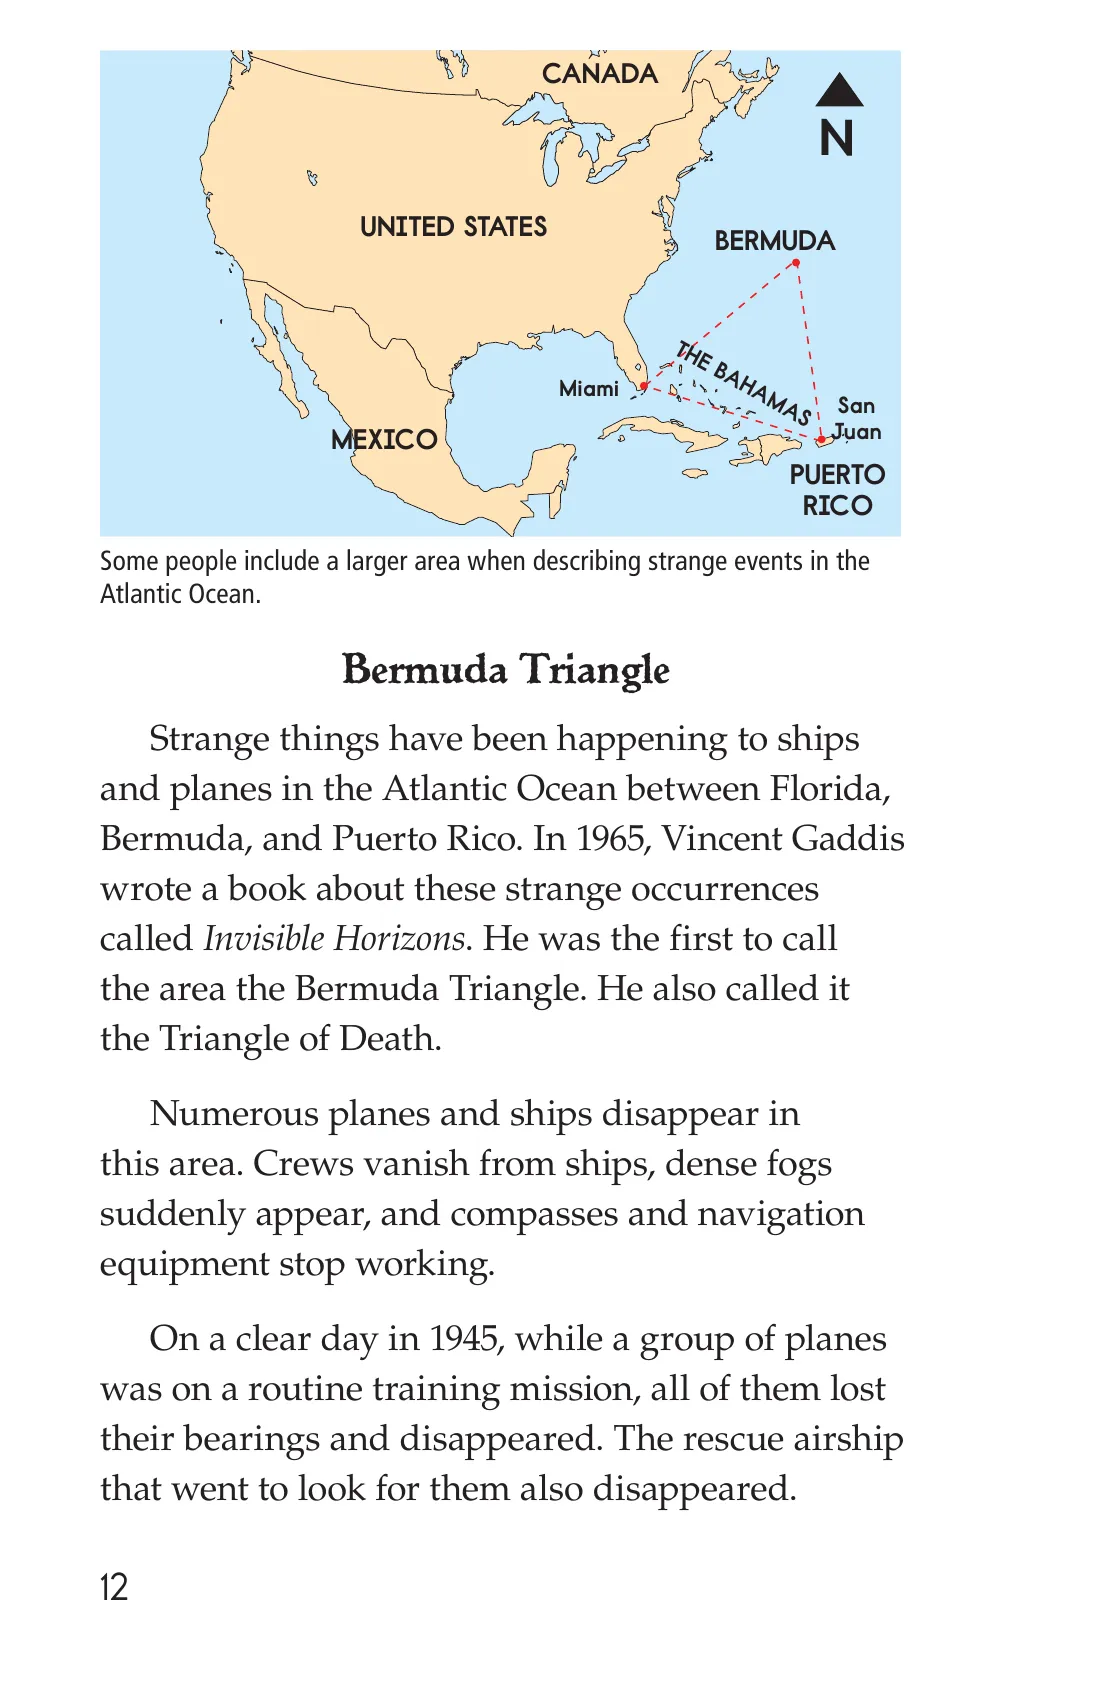 CANADA
N
UNITED STATES
BERMUDA
THE BAHAMAS
Miami
San
Juan
MEXICO
PUERTO
RICO
Some people include a larger area when describing strange events in the
Atlantic Ocean.
Bermuda Triangle
Strange things have been happening to ships
and planes in the Atlantic Ocean between Florida,
Bermuda, and Puerto Rico. In 1965, Vincent Gaddis
wrote a book about these strange occurrences
called Invisible Horizons. He was the first to call
the area the Bermuda Triangle. He also called it
the Triangle of Death.
Numerous planes and ships disappear in
this area. Crews vanish from ships, dense fogs
suddenly appear, and compasses and navigation
equipment stop working.
On a clear day in 1945, while a group of planes
was on a routine training mission, all of them lost
their bearings and disappeared. The rescue airship
that went to look for them also disappeared.
12